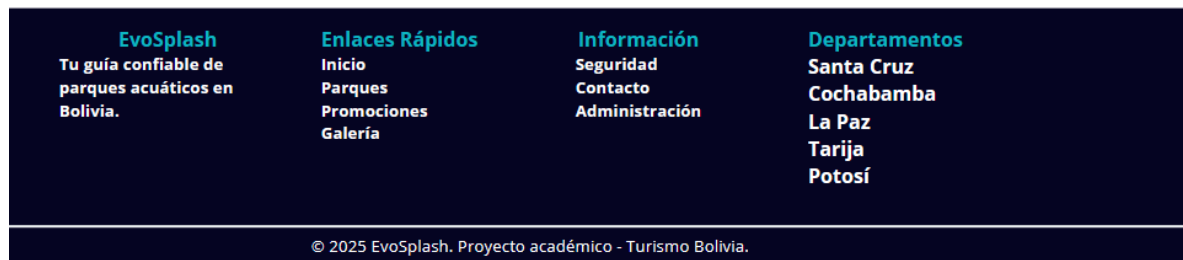 EvoSplash
Tu guía confiable de
parques acuáticos en
Bolivia.
Enlaces Rápidos
Inicio
Parques
Promociones
Galería
Información
Seguridad
Contacto
Administración
Departamentos
Santa Cruz
Cochabamba
La Paz
Tarija
Potosí
© 2025 EvoSplash. Proyecto académico - Turismo Bolivia.